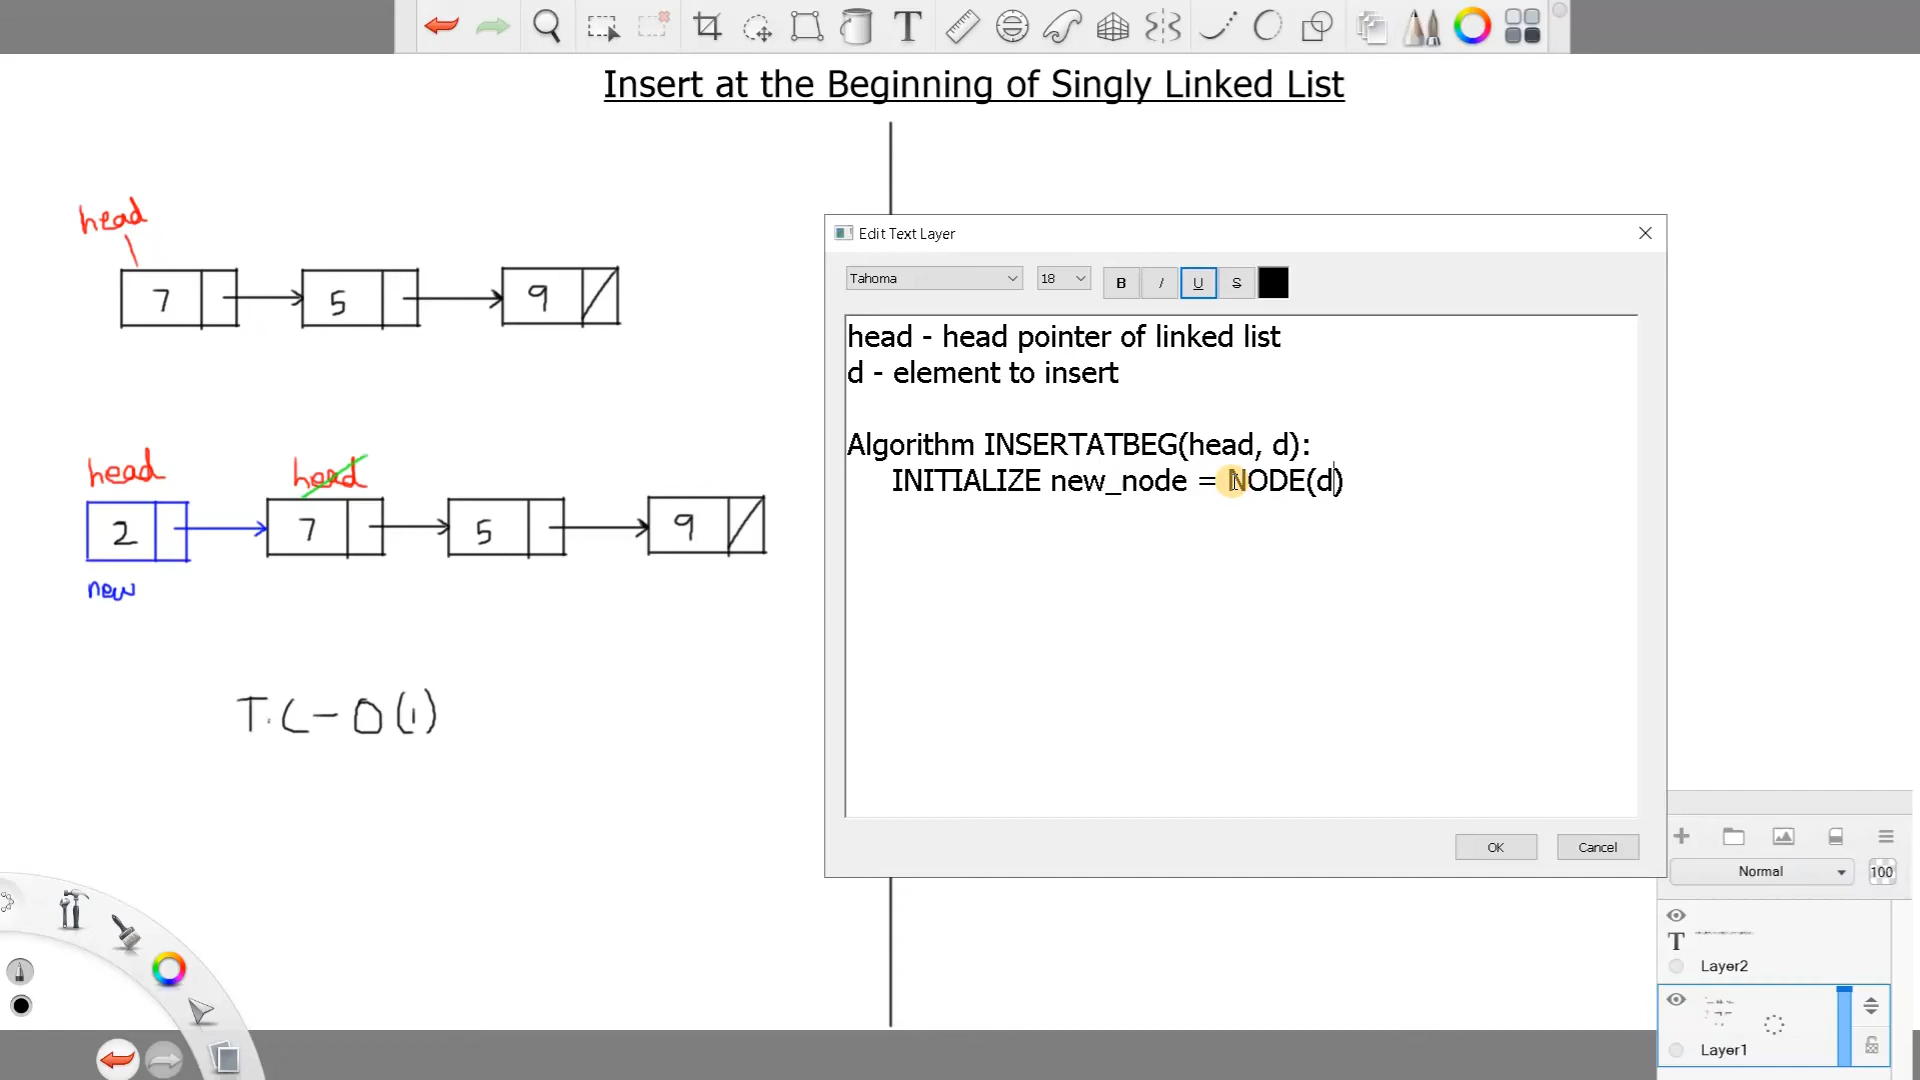 Insert at the Beginning of Singly Linked List
head
7
5
9
head
head
2
7
5
9
new
T.C - O(1)
Edit Text Layer
Tahoma
18
B
I
U
S
head - head pointer of linked list
d - element to insert
Algorithm INSERTATBEG(head, d):
INITIALIZE new_node = NODE(d)
OK
Cancel
Normal
100
T
Layer2
Layer1